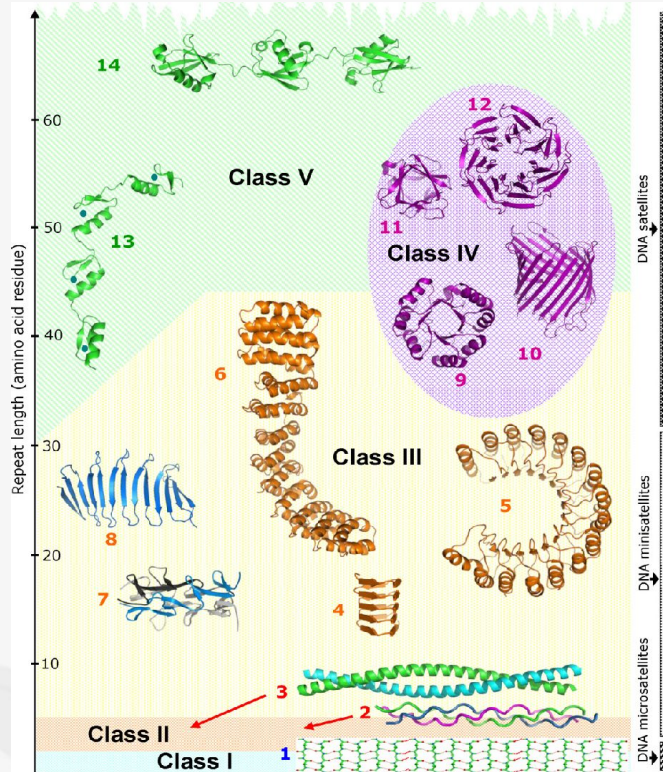 14
60
12
Class V
11
50
13
Class IV
40
6
9
10
30
Class III
5
8
20
7
4
10
3
2
Class II
1
Class I
Repeat length (amino acid residue)
DNA satellites
DNA minisatellites
DNA microsatellites